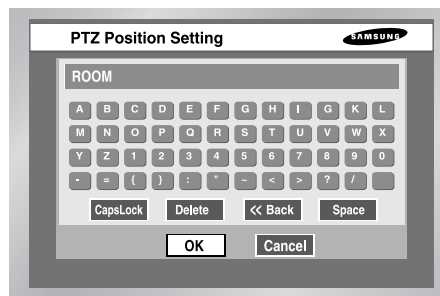 PTZ Position Setting SAMSUNG
ROOM
A B C D E F G H I G K L
M N O P Q R S T U V W X
Y Z 1 2 3 4 5 6 7 8 9 0
- = { } : " ~ < > ? /
CapsLock Delete << Back Space
OK Cancel